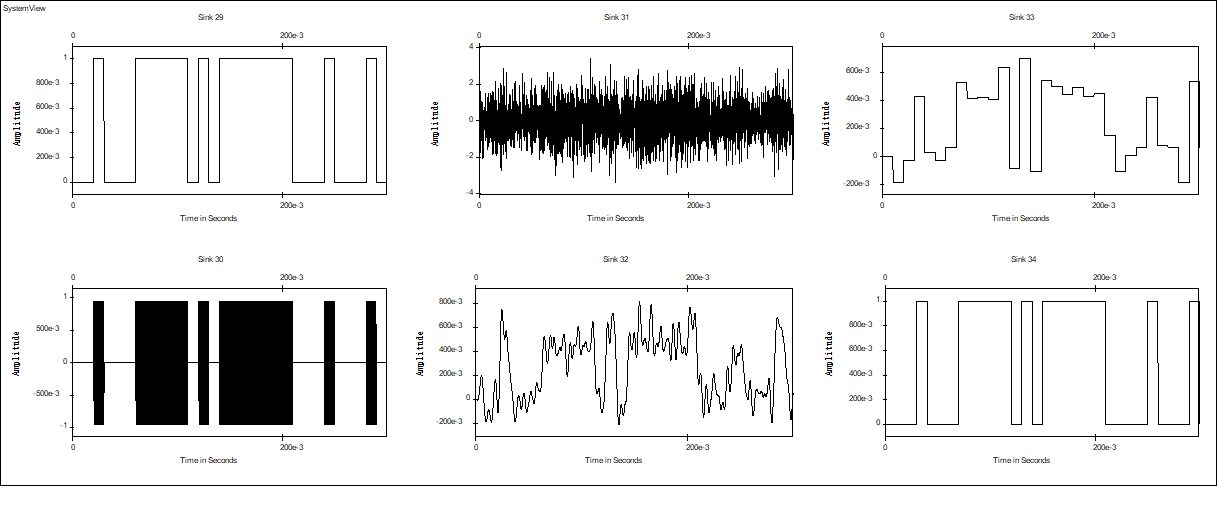 SystemView
Sink 29
0 200e-3
1
800e-3
600e-3
400e-3
200e-3
0
Amplitude
0 200e-3
Time in Seconds
Sink 31
0 200e-3
4
2
0
-2
-4
Amplitude
0 200e-3
Time in Seconds
Sink 33
0 200e-3
600e-3
400e-3
200e-3
0
-200e-3
Amplitude
0 200e-3
Time in Seconds
Sink 30
0 200e-3
1
500e-3
0
-500e-3
-1
Amplitude
0 200e-3
Time in Seconds
Sink 32
0 200e-3
800e-3
600e-3
400e-3
200e-3
0
-200e-3
Amplitude
0 200e-3
Time in Seconds
Sink 34
0 200e-3
1
800e-3
600e-3
400e-3
200e-3
0
Amplitude
0 200e-3
Time in Seconds